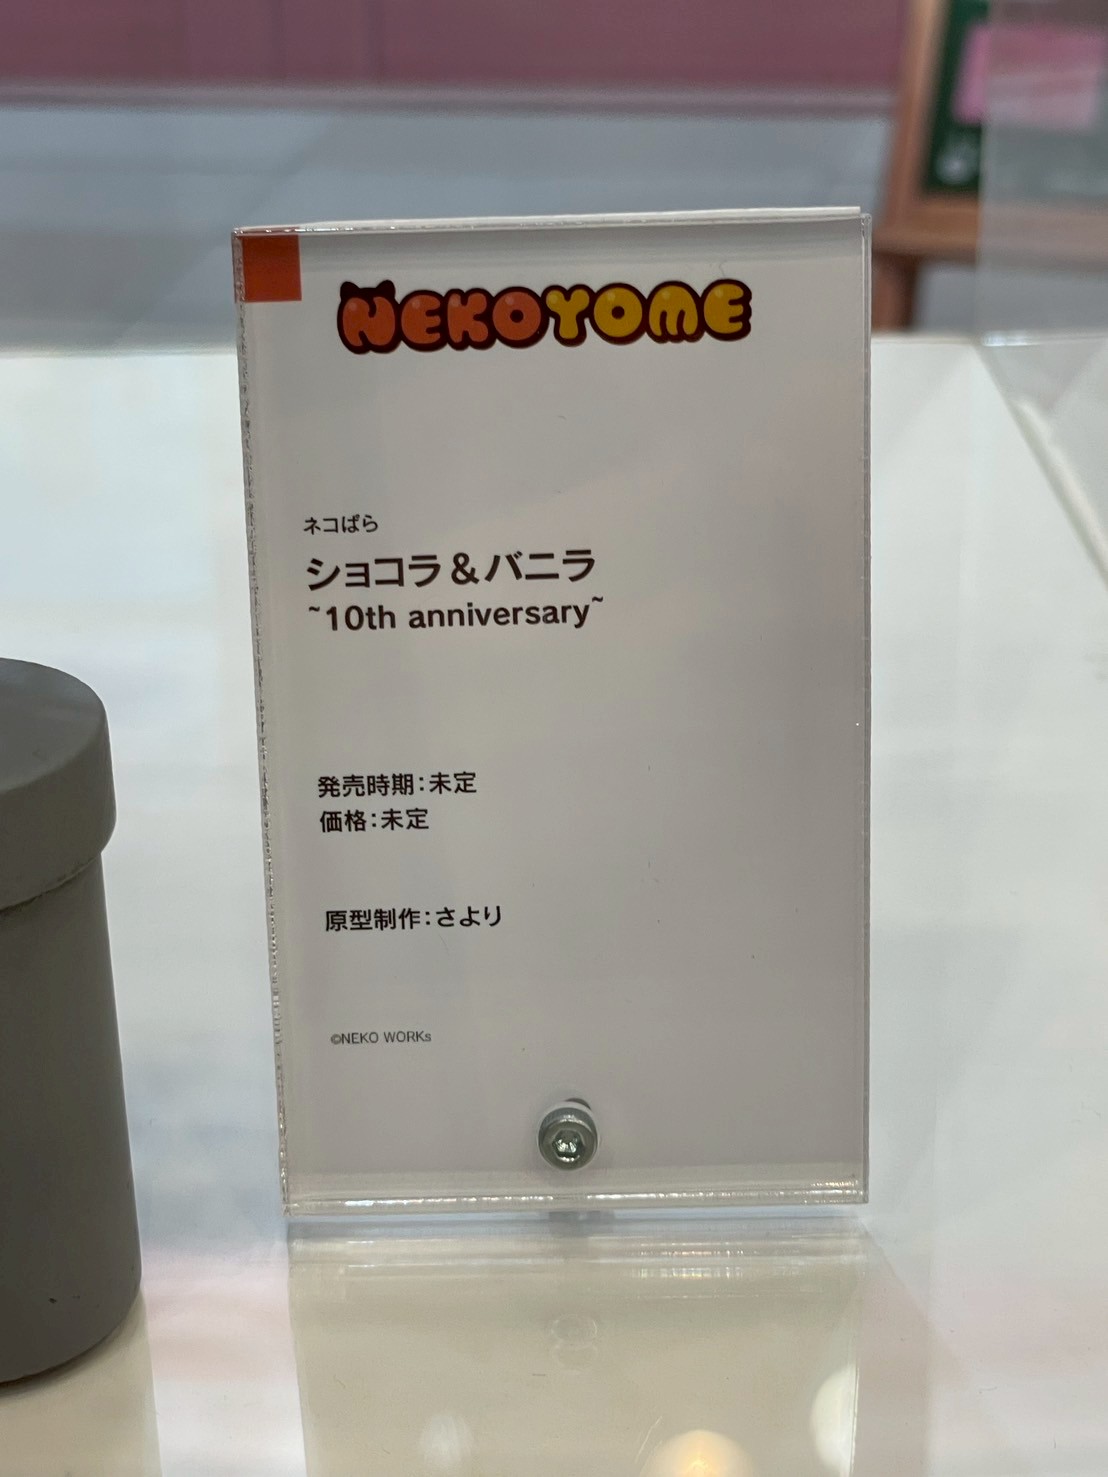 NEKOYOME
ネコぱら
ショコラ＆バニラ
~10th anniversary~
発売時期：未定
価格：未定
原型制作：さより
©NEKO WORKs